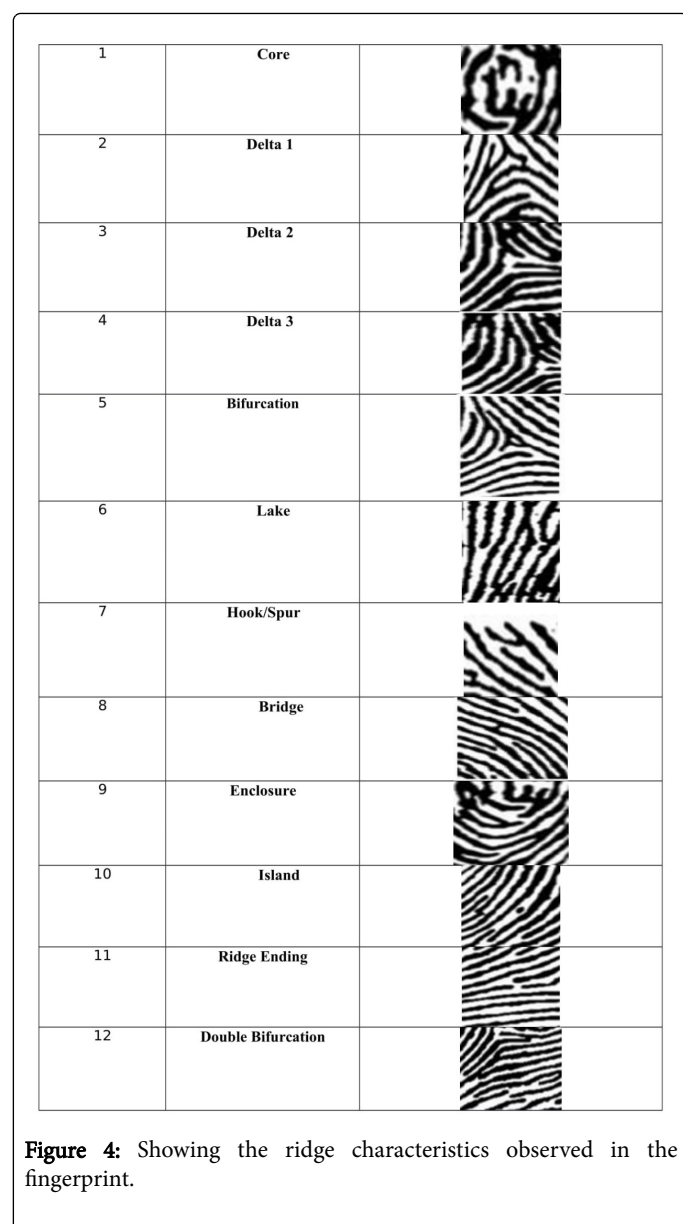 1 Core
2 Delta 1
3 Delta 2
4 Delta 3
5 Bifurcation
6 Lake
7 Hook/Spur
8 Bridge
9 Enclosure
10 Island
11 Ridge Ending
12 Double Bifurcation
Figure 4: Showing the ridge characteristics observed in the
fingerprint.